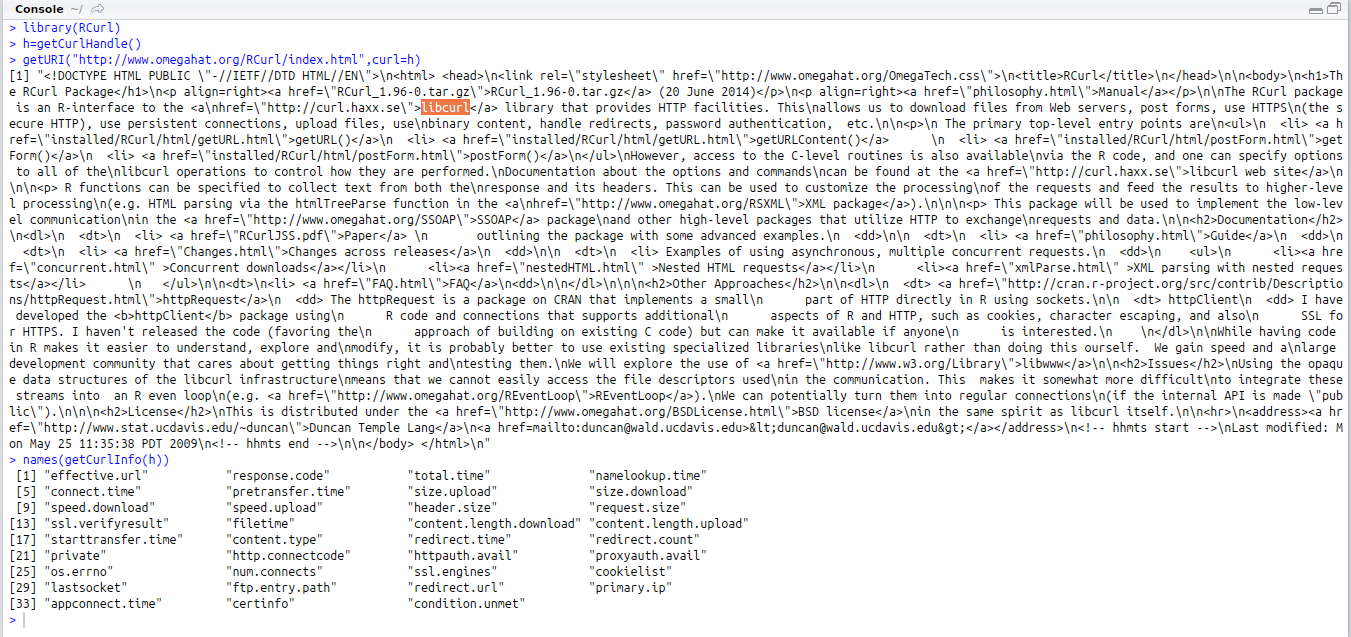 Console ~/
> library(RCurl)
> h=getCurlHandle()
> getURI("http://www.omegahat.org/RCurl/index.html",curl=h)
[1] "<!DOCTYPE HTML PUBLIC \"-//IETF//DTD HTML//EN\">\n<html> <head>\n<link rel=\"stylesheet\" href=\"http://www.omegahat.org/OmegaTech.css\">\n<title>RCurl</title>\n</head>\n\n<body>\n<h1>Th
e RCurl Package</h1>\n<p align=right><a href=\"RCurl_1.96-0.tar.gz\">RCurl_1.96-0.tar.gz</a> (20 June 2014)</p>\n<p align=right><a href=\"philosophy.html\">Manual</a></p>\n\nThe RCurl package
 is an R-interface to the <a\nhref=\"http://curl.haxx.se\">libcurl</a> library that provides HTTP facilities. This\nallows us to download files from Web servers, post forms, use HTTPS\n(the s
ecure HTTP), use persistent connections, upload files, use\nbinary content, handle redirects, password authentication,  etc.\n\n<p>\n The primary top-level entry points are\n<ul>\n  <li> <a h
ref=\"installed/RCurl/html/getURL.html\">getURL()</a>\n  <li> <a href=\"installed/RCurl/html/getURL.html\">getURLContent()</a>      \n  <li> <a href=\"installed/RCurl/html/postForm.html\">get
Form()</a>\n  <li> <a href=\"installed/RCurl/html/postForm.html\">postForm()</a>\n</ul>\nHowever, access to the C-level routines is also available\nvia the R code, and one can specify options
 to all of the\nlibcurl operations to control how they are performed.\nDocumentation about the options and commands\ncan be found at the <a href=\"http://curl.haxx.se\">libcurl web site</a>\n
\n\n<p> R functions can be specified to collect text from both the\nresponse and its headers. This can be used to customize the processing\nof the requests and feed the results to higher-leve
l processing\n(e.g. HTML parsing via the htmlTreeParse function in the <a\nhref=\"http://www.omegahat.org/RSXML\">XML package</a>).\n\n\n<p> This package will be used to implement the low-lev
el communication\nin the <a href=\"http://www.omegahat.org/SSOAP\">SSOAP</a> package\nand other high-level packages that utilize HTTP to exchange\nrequests and data.\n\n<h2>Documentation</h2>
\n<dl>\n  <dt>\n  <li> <a href=\"RCurlJSS.pdf\">Paper</a> \n       outlining the package with some advanced examples.\n  <dd>\n\n  <dt>\n  <li> <a href=\"philosophy.html\">Guide</a>\n  <dd>\n
  <dt>\n  <li> <a href=\"Changes.html\">Changes across releases</a>\n  <dd>\n\n  <dt>\n  <li> Examples of using asynchronous, multiple concurrent requests.\n  <dd>\n    <ul>\n      <li><a hre
f=\"concurrent.html\" >Concurrent downloads</a></li>\n      <li><a href=\"nestedHTML.html\" >Nested HTML requests</a></li>\n      <li><a href=\"xmlParse.html\" >XML parsing with nested reques
ts</a></li>      \n    </ul>\n\n<dt>\n<li> <a href=\"FAQ.html\">FAQ</a>\n<dd>\n\n</dl>\n\n\n<h2>Other Approaches</h2>\n\n<dl>\n  <dt> <a href=\"http://cran.r-project.org/src/contrib/Descriptio
ns/httpRequest.html\">httpRequest</a>\n  <dd> The httpRequest is a package on CRAN that implements a small\n      part of HTTP directly in R using sockets.\n\n  <dt> httpClient\n  <dd> I have
 developed the <b>httpClient</b> package using\n      R code and connections that supports additional\n      aspects of R and HTTP, such as cookies, character escaping, and also\n      SSL fo
r HTTPS. I haven't released the code (favoring the\n      approach of building on existing C code) but can make it available if anyone\n      is interested.\n    \n</dl>\n\nWhile having code
in R makes it easier to understand, explore and\nmodify, it is probably better to use existing specialized libraries\nlike libcurl rather than doing this ourself.  We gain speed and a\nlarge
development community that cares about getting things right and\ntesting them.\nWe will explore the use of <a href=\"http://www.w3.org/Library\">libwww</a>\n\n<h2>Issues</h2>\nUsing the opaqu
e data structures of the libcurl infrastructure\nmeans that we cannot easily access the file descriptors used\nin the communication. This  makes it somewhat more difficult\nto integrate these
 streams into  an R even loop\n(e.g. <a href=\"http://www.omegahat.org/REventLoop\">REventLoop</a>).\nWe can potentially turn them into regular connections\n(if the internal API is made \"pub
lic\").\n\n\n<h2>License</h2>\nThis is distributed under the <a href=\"http://www.omegahat.org/BSDLicense.html\">BSD license</a>\nin the same spirit as libcurl itself.\n\n<hr>\n<address><a hr
ef=\"http://www.stat.ucdavis.edu/~duncan\">Duncan Temple Lang</a>\n<a href=mailto:duncan@wald.ucdavis.edu>&lt;duncan@wald.ucdavis.edu&gt;</a></address>\n<!-- hhmts start -->\nLast modified: M
on May 25 11:35:38 PDT 2009\n<!-- hhmts end -->\n\n</body> </html>\n"
> names(getCurlInfo(h))
[1] "effective.url" "response.code" "total.time" "namelookup.time"
[5] "connect.time" "pretransfer.time" "size.upload" "size.download"
[9] "speed.download" "speed.upload" "header.size" "request.size"
[13] "ssl.verifyresult" "filetime" "content.length.download" "content.length.upload"
[17] "starttransfer.time" "content.type" "redirect.time" "redirect.count"
[21] "private" "http.connectcode" "httpauth.avail" "proxyauth.avail"
[25] "os.errno" "num.connects" "ssl.engines" "cookielist"
[29] "lastsocket" "ftp.entry.path" "redirect.url" "primary.ip"
[33] "appconnect.time" "certinfo" "condition.unmet"
>